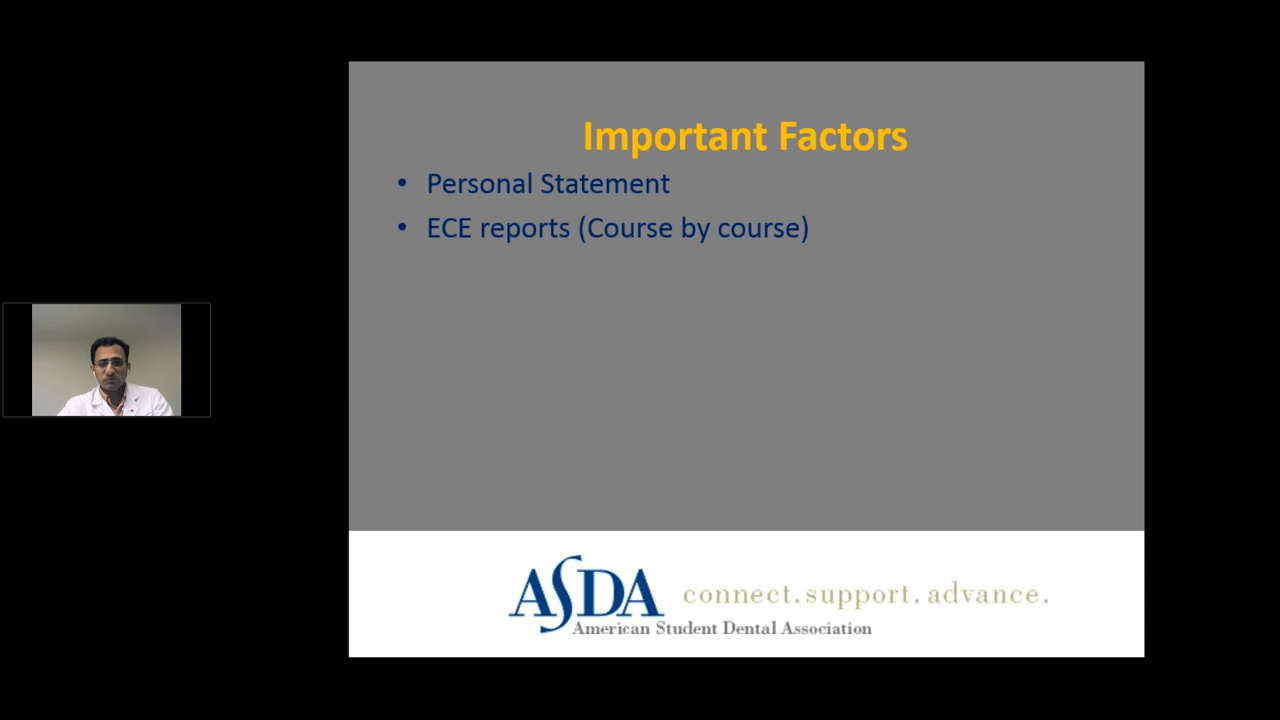 Important Factors
• Personal Statement
• ECE reports (Course by course)
ASDA connect. support. advance.
American Student Dental Association